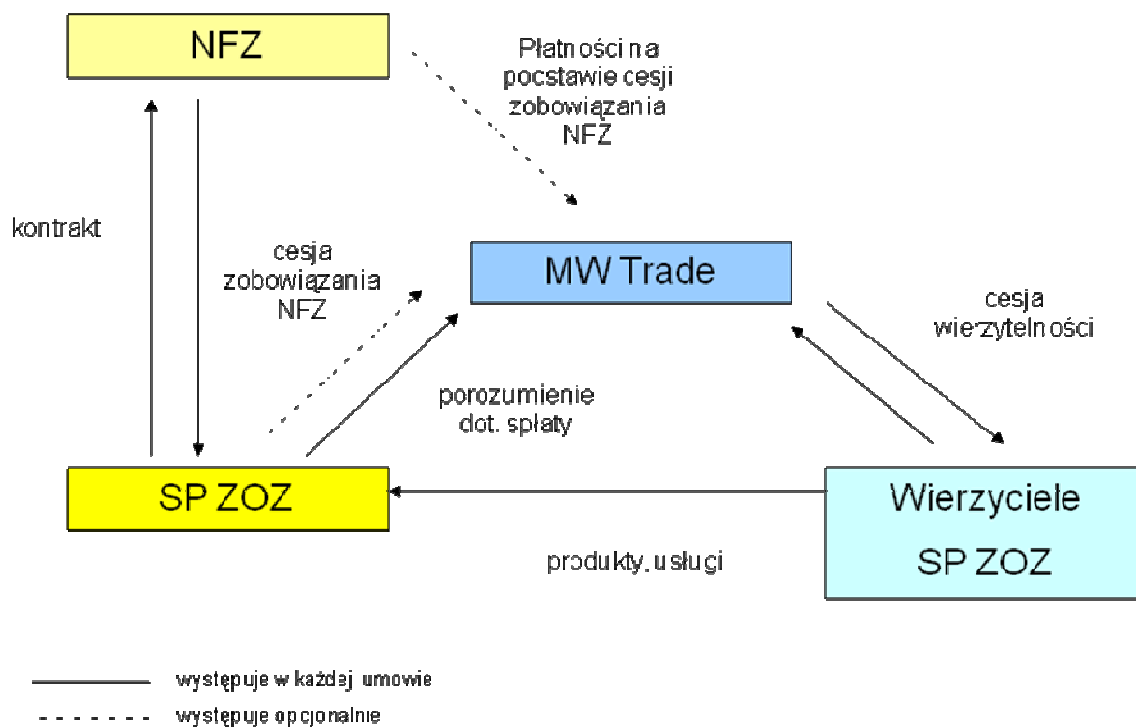 NFZ
Płatności na
pocstawie cesji
zobowiązania
NFZ
kontrakt
cesja
zobowiązania
NFZ
MW Trade
cesja
wierzytelności
porozumienie
dot. spłaty
SP ZOZ
Wierzyciele
SP ZOZ
produkty, usługi
występuje w każdej umowie
występuje opcjonalnie